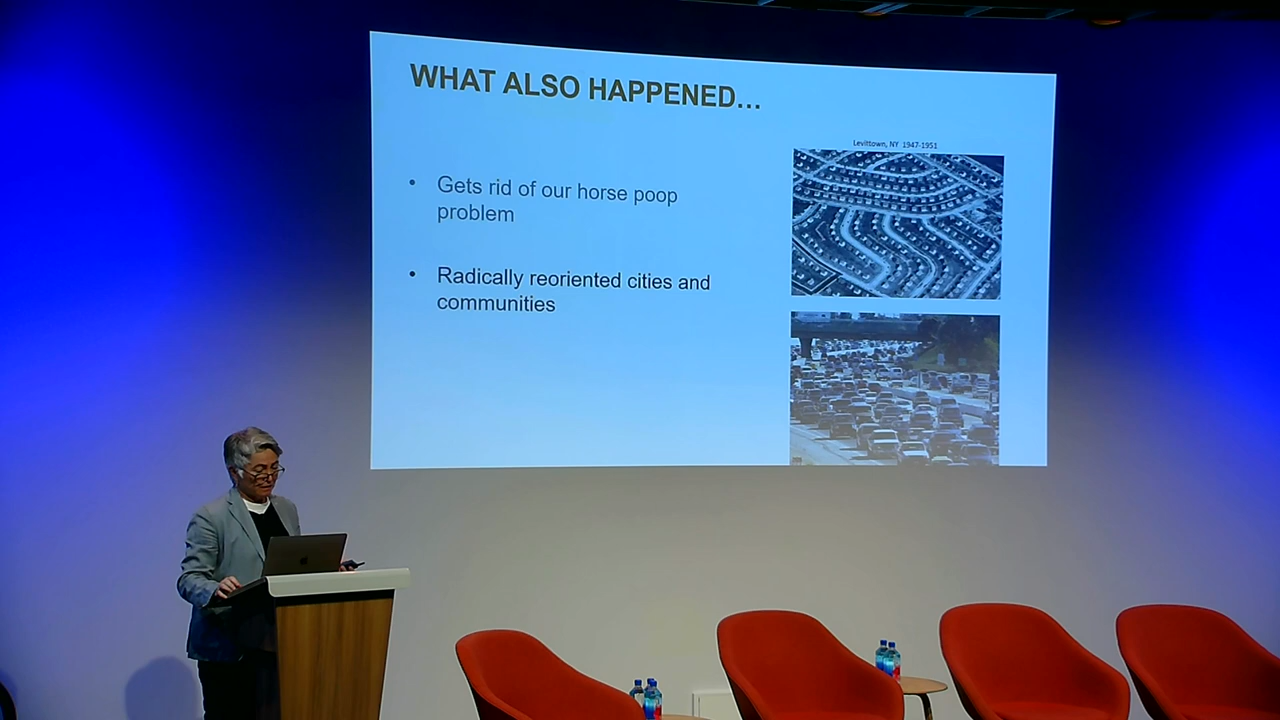 WHAT ALSO HAPPENED...
Levittown, NY 1947-1951
• Gets rid of our horse poop
problem
• Radically reoriented cities and
communities